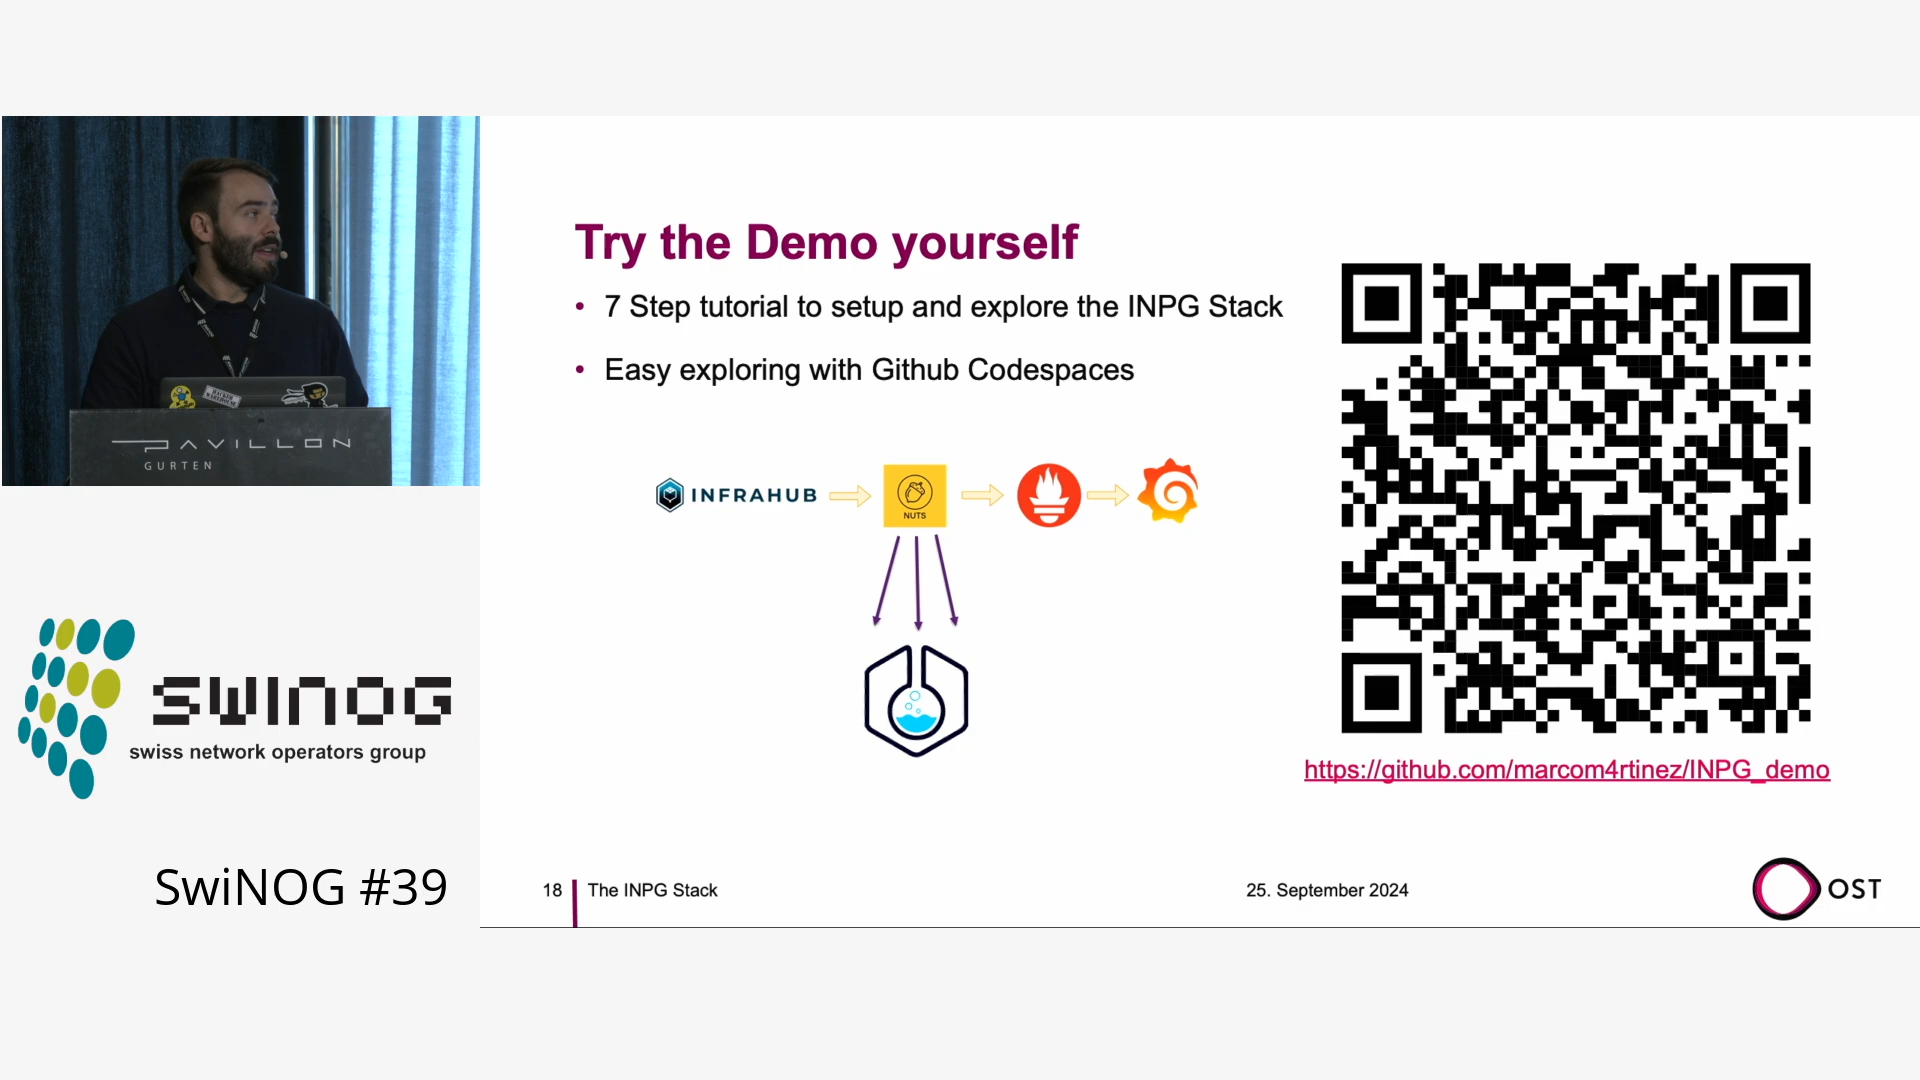 Try the Demo yourself
• 7 Step tutorial to setup and explore the INPG Stack
• Easy exploring with Github Codespaces
INFRAHUB
NUTS
https://github.com/marcom4rtinez/INPG_demo
PAVILLON
GURTEN
SWINOG
swiss network operators group
SwiNOG #39
18
The INPG Stack
25. September 2024
OST